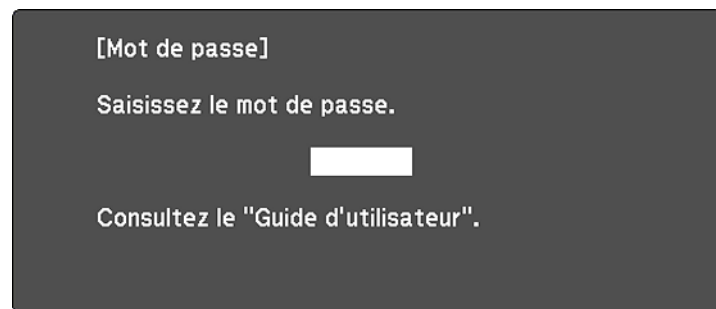 [Mot de passe]
Saisissez le mot de passe.
Consultez le "Guide d'utilisateur".